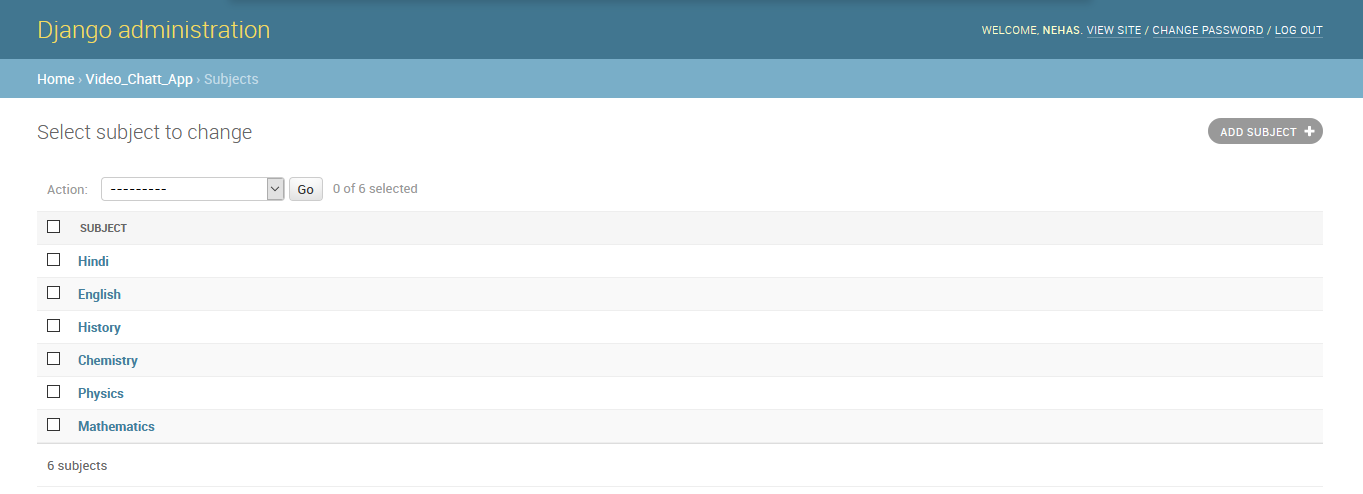 Django administration
WELCOME, NEHAS. VIEW SITE / CHANGE PASSWORD / LOG OUT
Home › Video_Chatt_App › Subjects
Select subject to change
ADD SUBJECT +
Action: --------- Go 0 of 6 selected
SUBJECT
Hindi
English
History
Chemistry
Physics
Mathematics
6 subjects